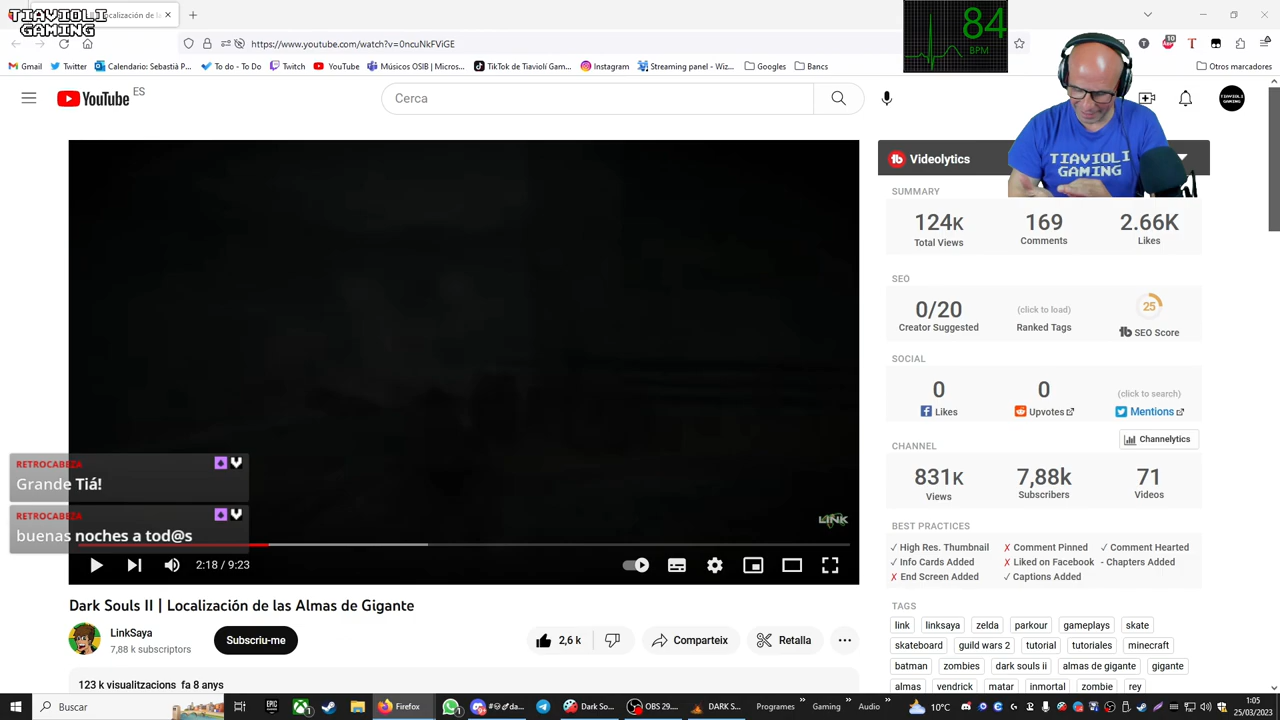 TIAVIOLI
GAMING
ocalización de l
84
BPM
https://www.youtube.com/watch?v=0ncuNkFViGE
10
Gmail
Twitter
Calendario: Sebastià P...
Twitch
YouTube
Músicos OSIB | Micros...
TikTok de Tiavioli Gam...
Instagram
Streaming panel - Wiz...
Googles
Bancs
Otros marcadores
YouTube ES
Cerca
TIAVIOLI
GAMING
TIAVIOLI
GAMING
Videolytics
SUMMARY
124K 169 2.66K
Total Views Comments Likes
SEO
0/20 (click to load) 25
Creator Suggested Ranked Tags SEO Score
SOCIAL
0 0 (click to search)
Likes Upvotes Mentions
CHANNEL Channelytics
831K 7,88k 71
Views Subscribers Videos
BEST PRACTICES
✓ High Res. Thumbnail ✗ Comment Pinned ✓ Comment Hearted
✓ Info Cards Added ✗ Liked on Facebook - Chapters Added
✗ End Screen Added ✓ Captions Added
TAGS
link linksaya zelda parkour gameplays skate
skateboard guild wars 2 tutorial tutoriales minecraft
batman zombies dark souls ii almas de gigante gigante
almas vendrick matar inmortal zombie rey
RETROCABEZA
Grande Tiá!
RETROCABEZA
buenas noches a tod@s
LINK
2:18 / 9:23
Dark Souls II | Localización de las Almas de Gigante
LinkSaya
7,88 k subscriptors
Subscriu-me
2,6 k
Comparteix
Retalla
123 k visualitzacions fa 8 anys
Buscar
Firefox
Dark So...
OBS 29....
DARK S...
Programes
Gaming
Audio
10°C
1:05
25/03/2023